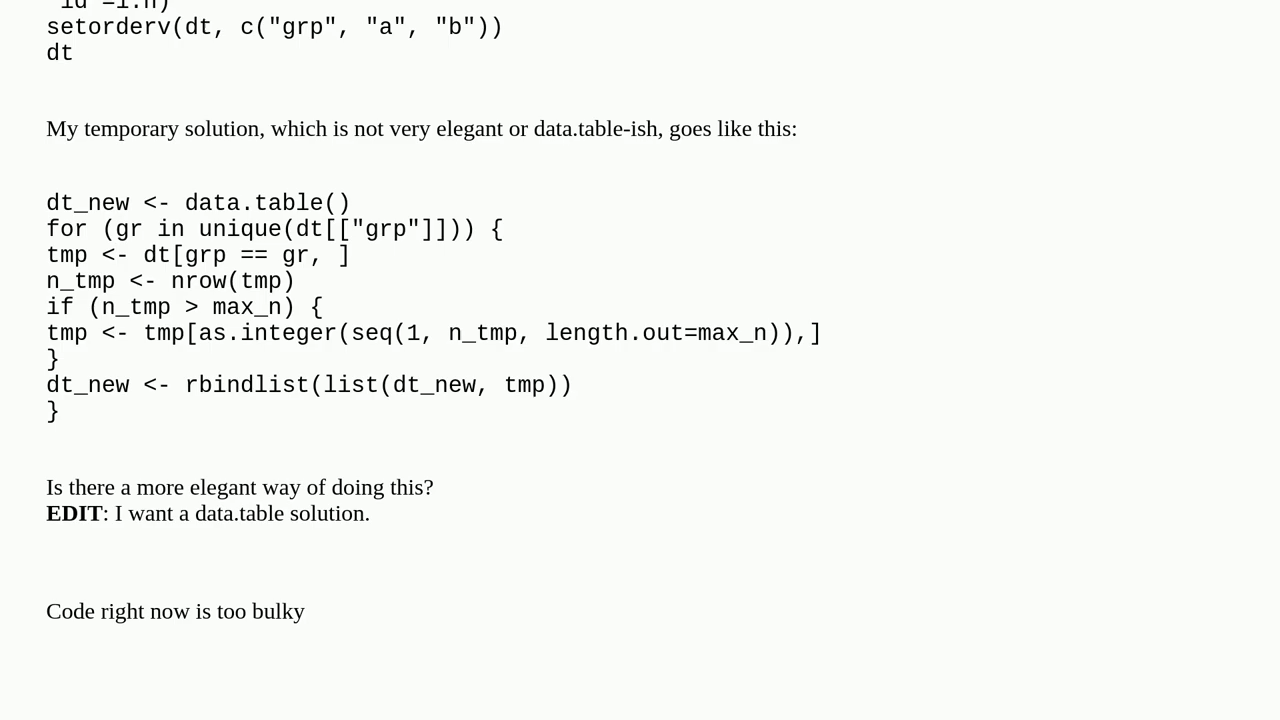 "id"=1:n)
setorderv(dt, c("grp", "a", "b"))
dt
My temporary solution, which is not very elegant or data.table-ish, goes like this:
dt_new <- data.table()
for (gr in unique(dt[["grp"]])) {
tmp <- dt[grp == gr, ]
n_tmp <- nrow(tmp)
if (n_tmp > max_n) {
tmp <- tmp[as.integer(seq(1, n_tmp, length.out=max_n)),]
}
dt_new <- rbindlist(list(dt_new, tmp))
}
Is there a more elegant way of doing this?
EDIT: I want a data.table solution.
Code right now is too bulky